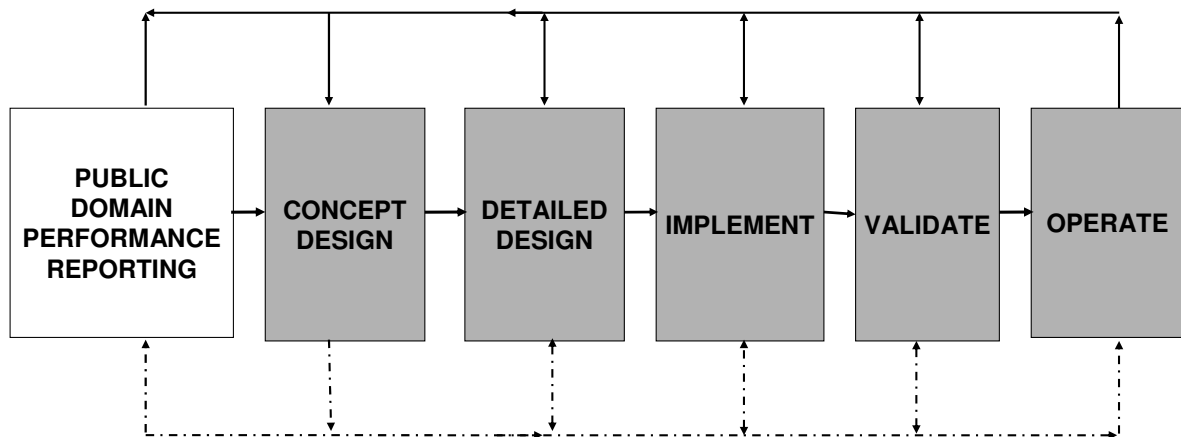 PUBLIC
DOMAIN
PERFORMANCE
REPORTING
CONCEPT
DESIGN
DETAILED
DESIGN
IMPLEMENT
VALIDATE
OPERATE